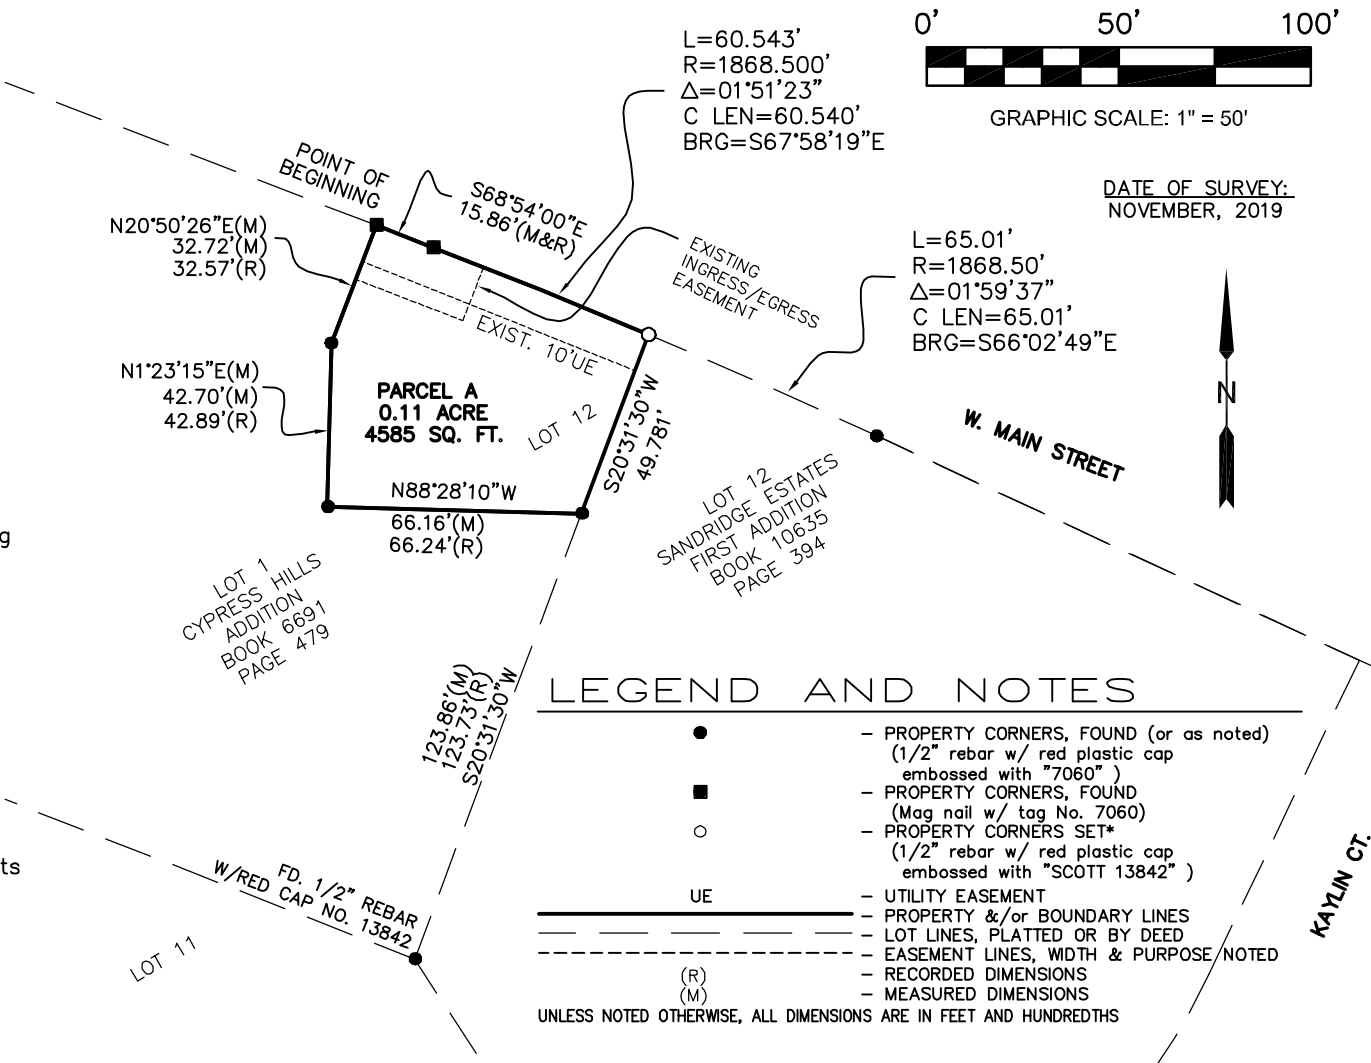 0' 50' 100'
GRAPHIC SCALE: 1" = 50'
L=60.543'
R=1868.500'
Δ=01°51'23"
C LEN=60.540'
BRG=S67°58'19"E
DATE OF SURVEY:
NOVEMBER, 2019
POINT OF
BEGINNING
S68°54'00"E
15.86'(M&R)
N20°50'26"E(M)
32.72'(M)
32.57'(R)
EXISTING
INGRESS/EGRESS
EASEMENT
L=65.01'
R=1868.50'
Δ=01°59'37"
C LEN=65.01'
BRG=S66°02'49"E
N
EXIST. 10'UE
N1°23'15"E(M)
42.70'(M)
42.89'(R)
PARCEL A
0.11 ACRE
4585 SQ. FT.
LOT 12
S20°31'30"W
49.781'
W. MAIN STREET
N88°28'10"W
66.16'(M)
66.24'(R)
LOT 12
SANDRIDGE ESTATES
FIRST ADDITION
BOOK 10635
PAGE 394
g
LOT 1
CYPRESS HILLS
ADDITION
BOOK 6691
PAGE 479
123.86'(M)
123.73'(R)
S20°31'30"W
ts
FD. 1/2" REBAR
W/RED CAP NO. 13842
LOT 11
KAYLIN CT.
LEGEND AND NOTES
– PROPERTY CORNERS, FOUND (or as noted)
(1/2" rebar w/ red plastic cap
embossed with "7060" )
– PROPERTY CORNERS, FOUND
(Mag nail w/ tag No. 7060)
– PROPERTY CORNERS SET*
(1/2" rebar w/ red plastic cap
embossed with "SCOTT 13842" )
UE – UTILITY EASEMENT
– PROPERTY &/or BOUNDARY LINES
– LOT LINES, PLATTED OR BY DEED
– EASEMENT LINES, WIDTH & PURPOSE NOTED
(R) – RECORDED DIMENSIONS
(M) – MEASURED DIMENSIONS
UNLESS NOTED OTHERWISE, ALL DIMENSIONS ARE IN FEET AND HUNDREDTHS